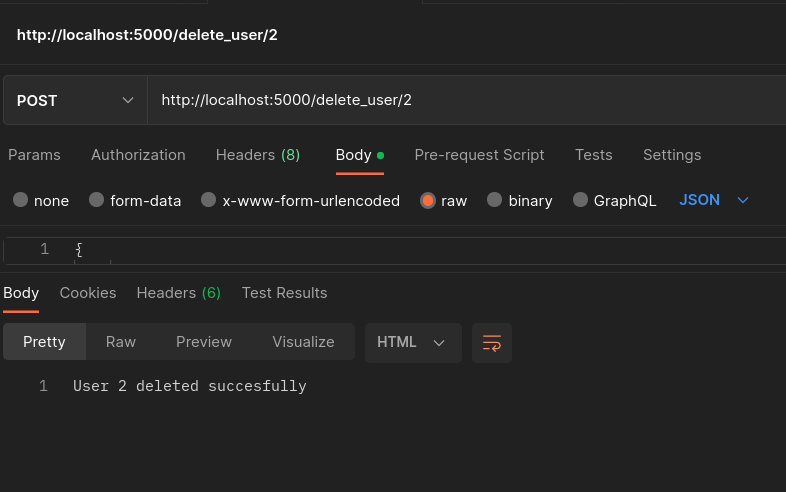 http://localhost:5000/delete_user/2
POST http://localhost:5000/delete_user/2
Params Authorization Headers (8) Body Pre-request Script Tests Settings
none form-data x-www-form-urlencoded raw binary GraphQL JSON
1 {
Body Cookies Headers (6) Test Results
Pretty Raw Preview Visualize HTML
1 User 2 deleted succesfully